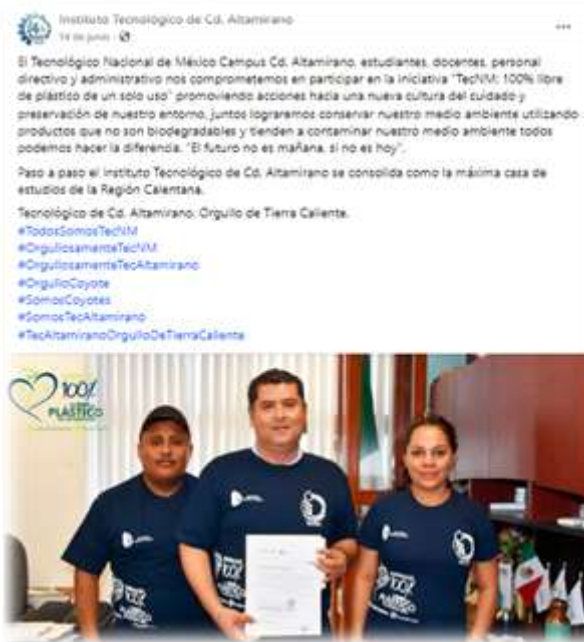 Instituto Tecnológico de Cd. Altamirano
14 de junio
El Tecnológico Nacional de México Campus Cd. Altamirano, estudiantes, docentes, personal
directivo y administrativo nos comprometemos en participar en la iniciativa "TecNM: 100% libre
de plástico de un solo uso" promoviendo acciones hacia una nueva cultura del cuidado y
preservación de nuestro entorno, juntos lograremos conservar nuestro medio ambiente utilizando
productos que no son biodegradables y tienden a contaminar nuestro medio ambiente todos
podemos hacer la diferencia. "El futuro no es mañana, si no es hoy".
Paso a paso el Instituto Tecnológico de Cd. Altamirano se consolida como la máxima casa de
estudios de la Región Calentana.
Tecnológico de Cd. Altamirano, Orgullo de Tierra Caliente.
#TodosSomosTecNM
#OrgullosamenteTecNM
#OrgullosamenteTecAltamirano
#OrgulloCoyote
#SomosCoyotes
#SomosTecAltamirano
#TecAltamiranoOrgulloDeTierraCaliente
100%
PLÁSTICO
100%
PLÁSTICO